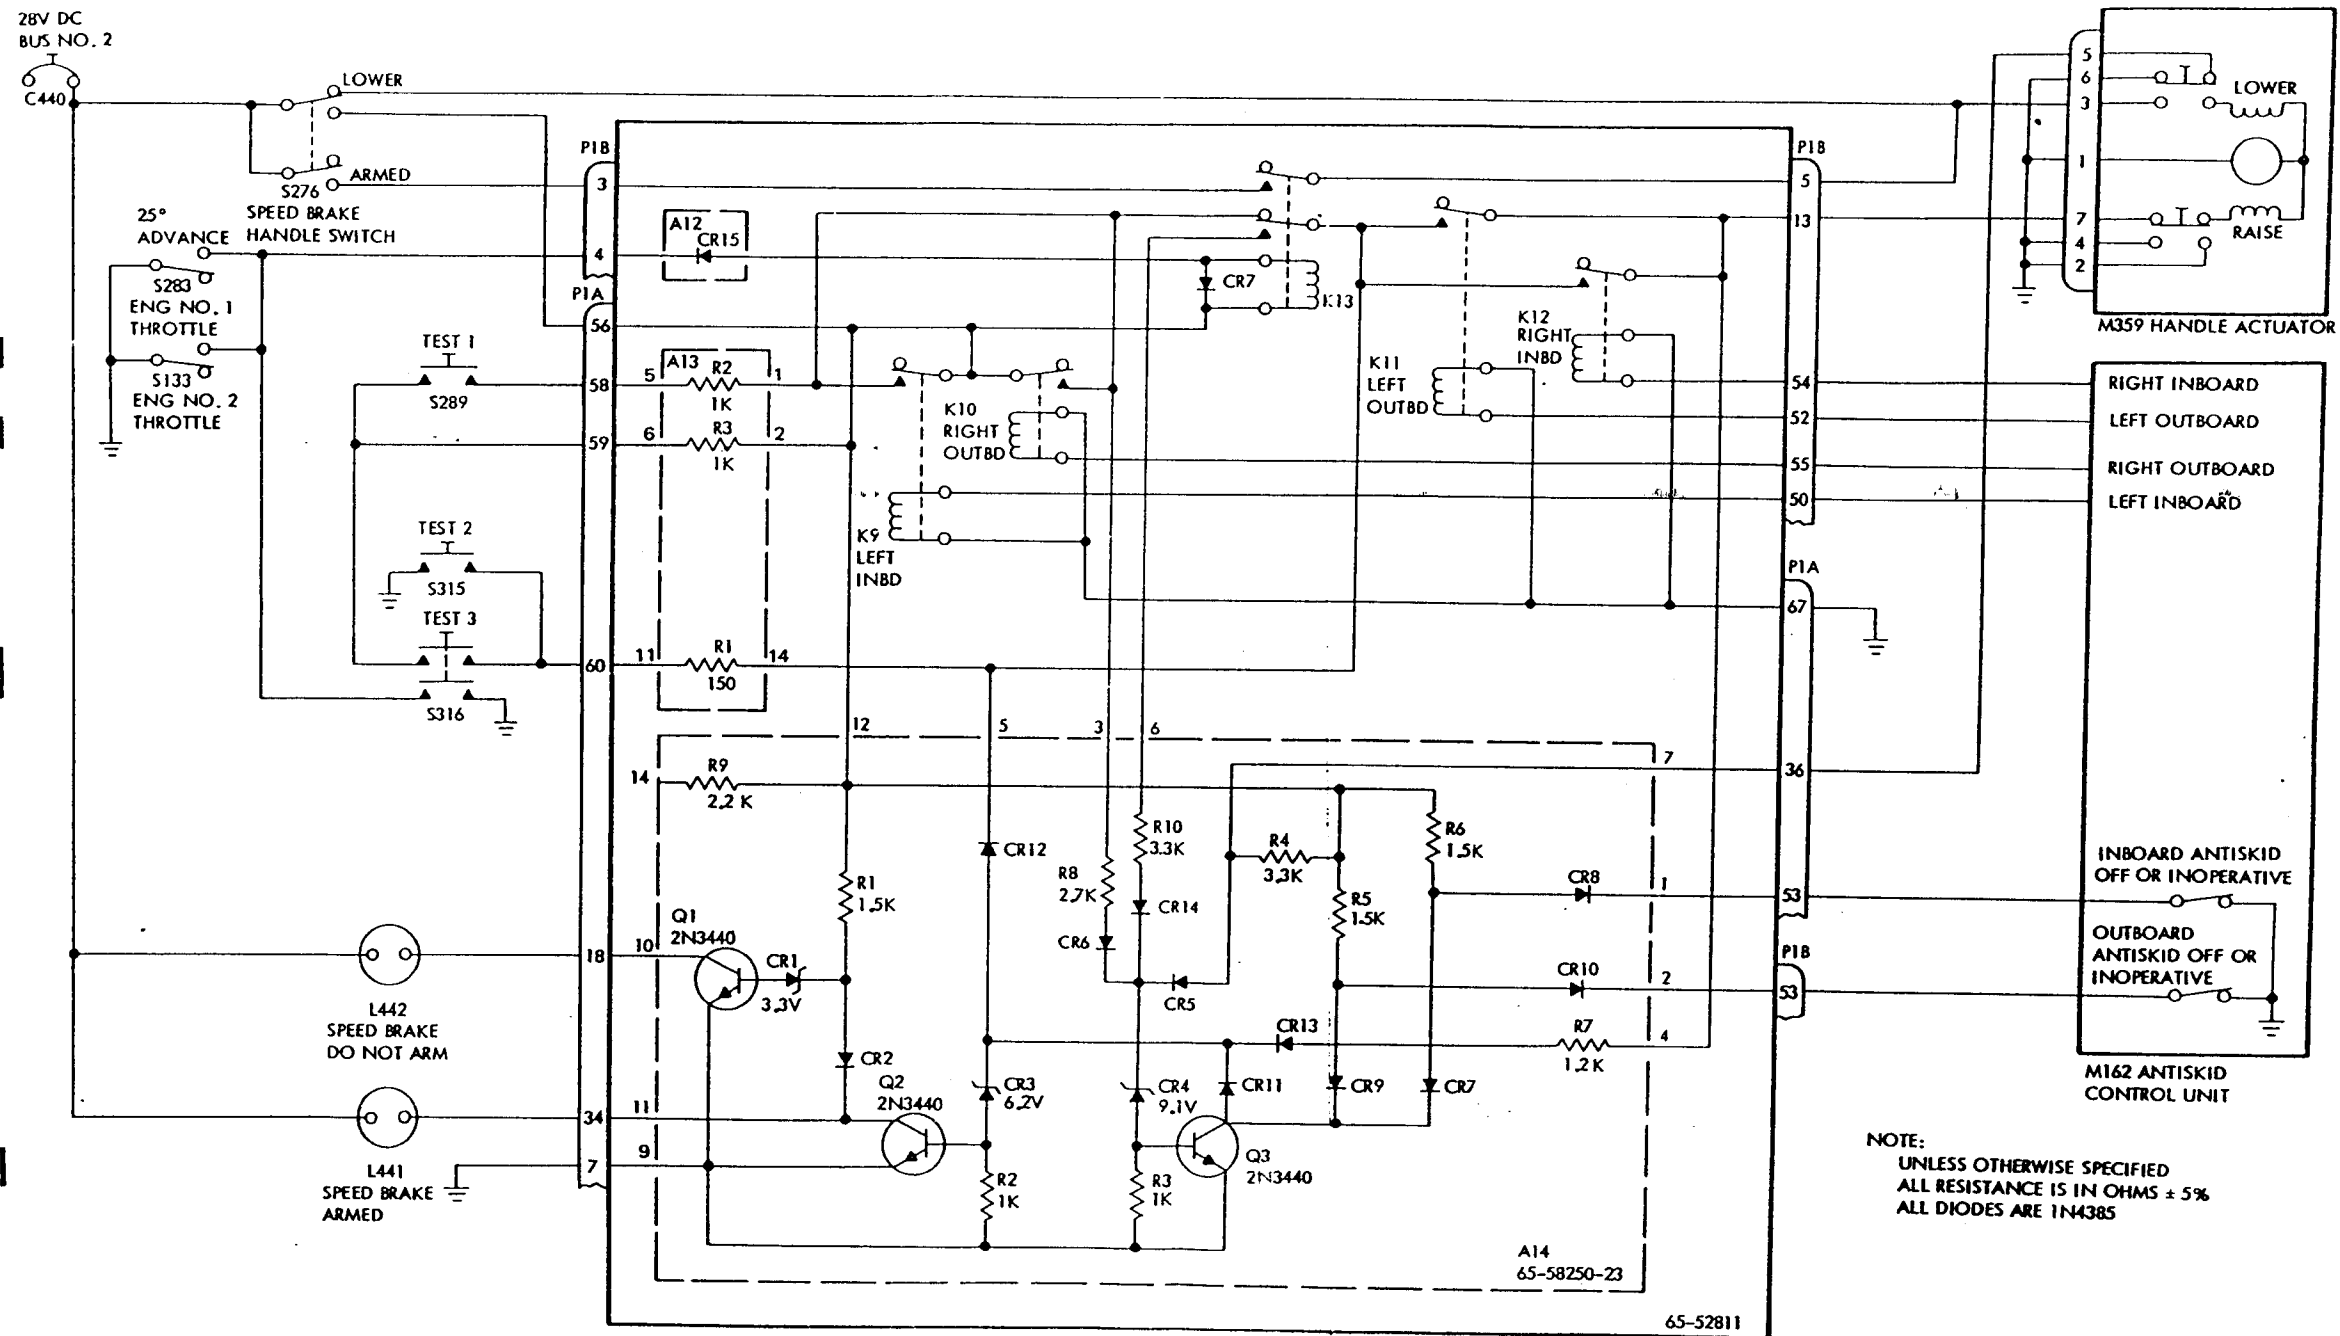 28V DC
BUS NO. 2
C440
LOWER
ARMED
S276
SPEED BRAKE
HANDLE SWITCH
25°
ADVANCE
S283
ENG NO. 1
THROTTLE
S133
ENG NO. 2
THROTTLE
TEST 1
S289
TEST 2
S315
TEST 3
S316
L442
SPEED BRAKE
DO NOT ARM
L441
SPEED BRAKE
ARMED
P1B
3
4
P1A
56
58
59
60
18
34
7
A12
CR15
A13
5
R2
1K
1
6
R3
1K
2
11
R1
150
14
CR7
K13
K10
RIGHT
OUTBD
K9
LEFT
INBD
K11
LEFT
OUTBD
K12
RIGHT
INBD
P1B
5
13
54
52
55
50
P1A
67
36
53
P1B
53
12
5
3
6
7
14
R9
2.2 K
R1
1.5K
10
Q1
2N3440
CR1
3.3V
CR2
11
Q2
2N3440
9
CR12
CR3
6.2V
R2
1K
R8
2.7K
CR6
R10
3.3K
CR14
CR5
CR4
9.1V
R3
1K
CR11
Q3
2N3440
CR13
R4
3.3K
R5
1.5K
R6
1.5K
CR9
CR7
CR8
1
CR10
2
R7
1.2 K
4
A14
65-58250-23
65-52811
5
6
3
1
7
4
2
LOWER
RAISE
M359 HANDLE ACTUATOR
RIGHT INBOARD
LEFT OUTBOARD
RIGHT OUTBOARD
LEFT INBOARD
INBOARD ANTISKID
OFF OR INOPERATIVE
OUTBOARD
ANTISKID OFF OR
INOPERATIVE
M162 ANTISKID
CONTROL UNIT
NOTE:
UNLESS OTHERWISE SPECIFIED
ALL RESISTANCE IS IN OHMS ± 5%
ALL DIODES ARE 1N4385